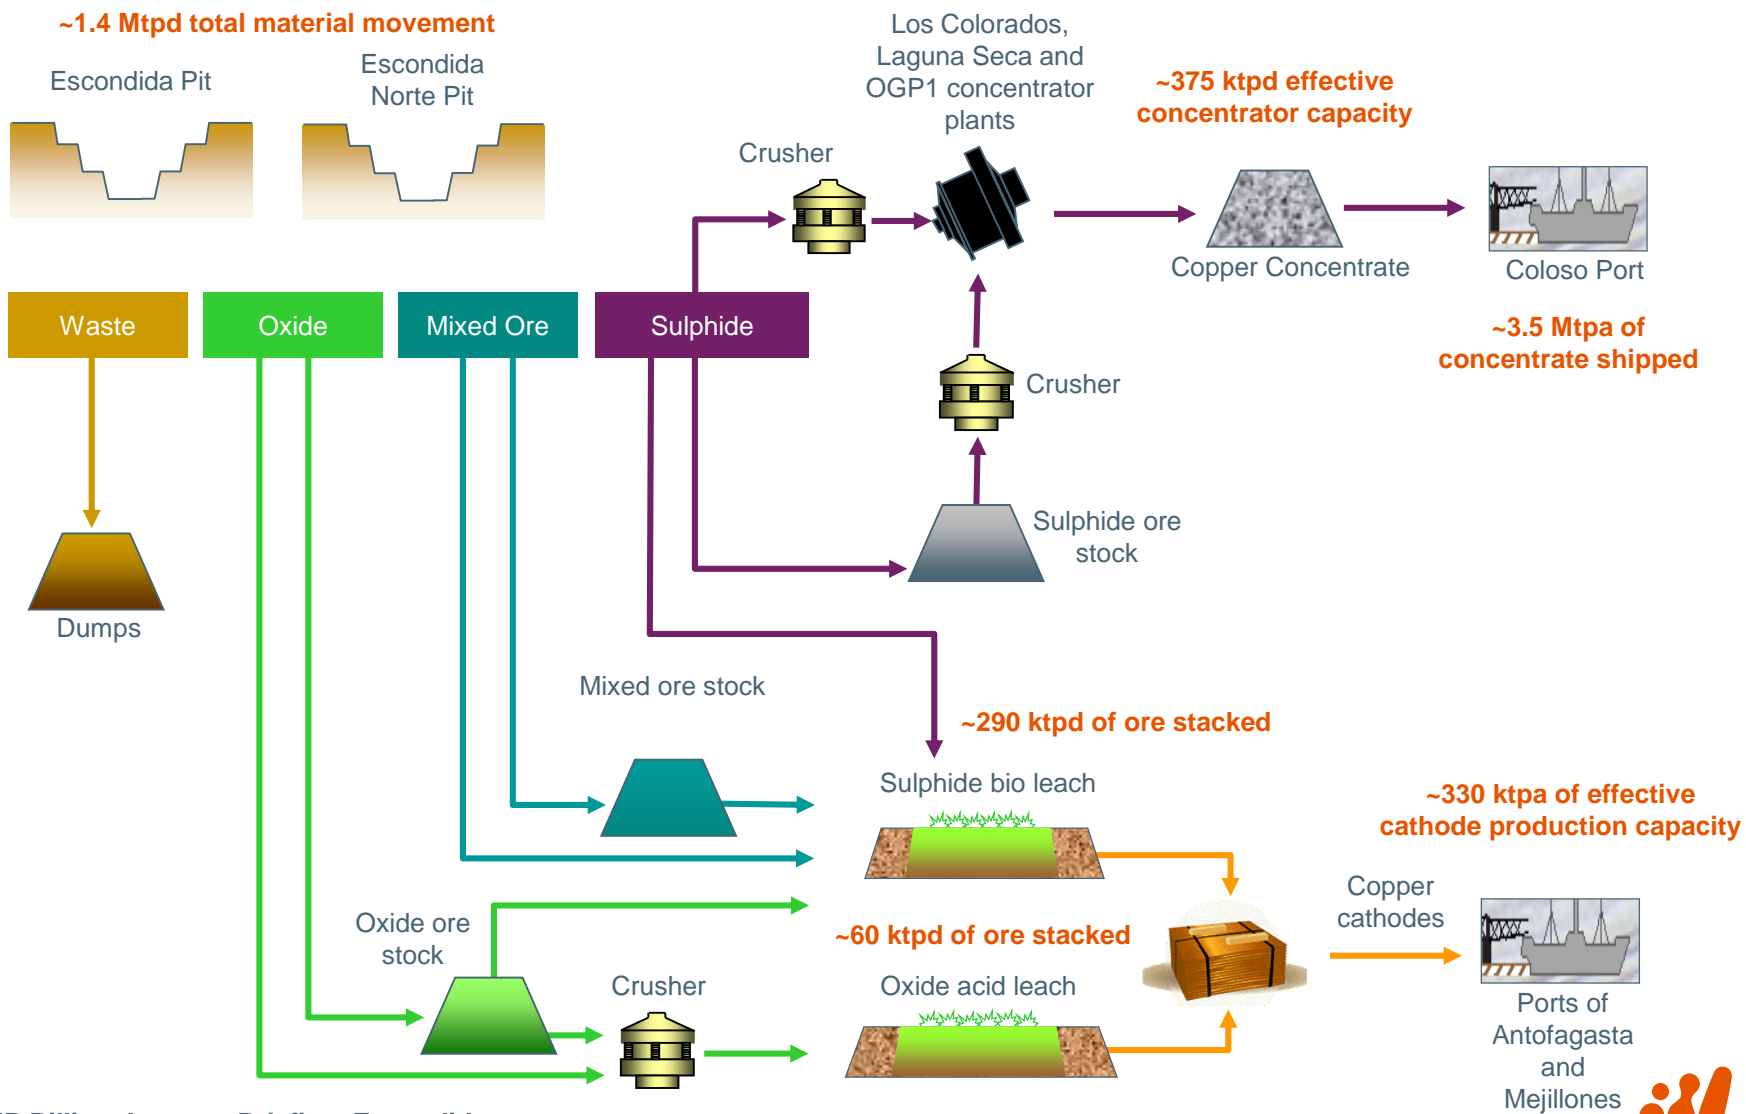 ~1.4 Mtpd total material movement
Escondida Pit
Escondida
Norte Pit
Los Colorados,
Laguna Seca and
OGP1 concentrator
plants
~375 ktpd effective
concentrator capacity
Crusher
Copper Concentrate
Coloso Port
Waste
Oxide
Mixed Ore
Sulphide
~3.5 Mtpa of
concentrate shipped
Crusher
Sulphide ore
stock
Dumps
Mixed ore stock
~290 ktpd of ore stacked
Sulphide bio leach
~330 ktpa of effective
cathode production capacity
Copper
cathodes
Oxide ore
stock
~60 ktpd of ore stacked
Crusher
Oxide acid leach
Ports of
Antofagasta
and
Mejillones